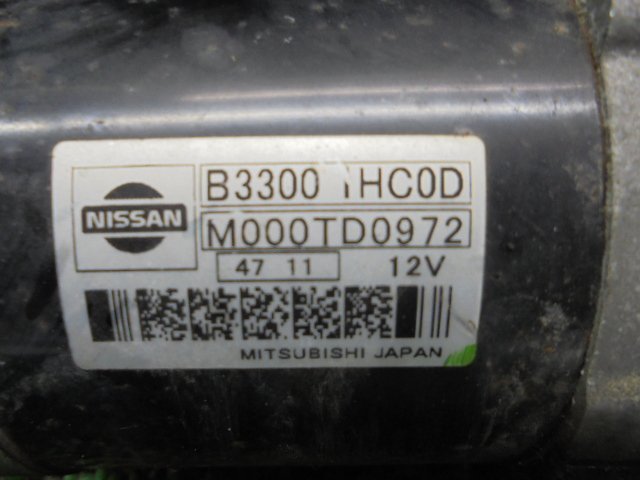 NISSAN
B3300 1HC0D
M000TD0972
47 11 12V
MITSUBISHI JAPAN